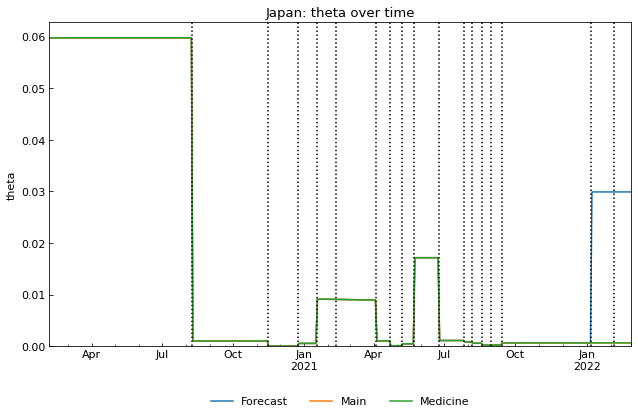 Japan: theta over time
theta
0.06
0.05
0.04
0.03
0.02
0.01
0.00
Apr Jul Oct Jan Apr Jul Oct Jan
2021 2022
Forecast Main Medicine